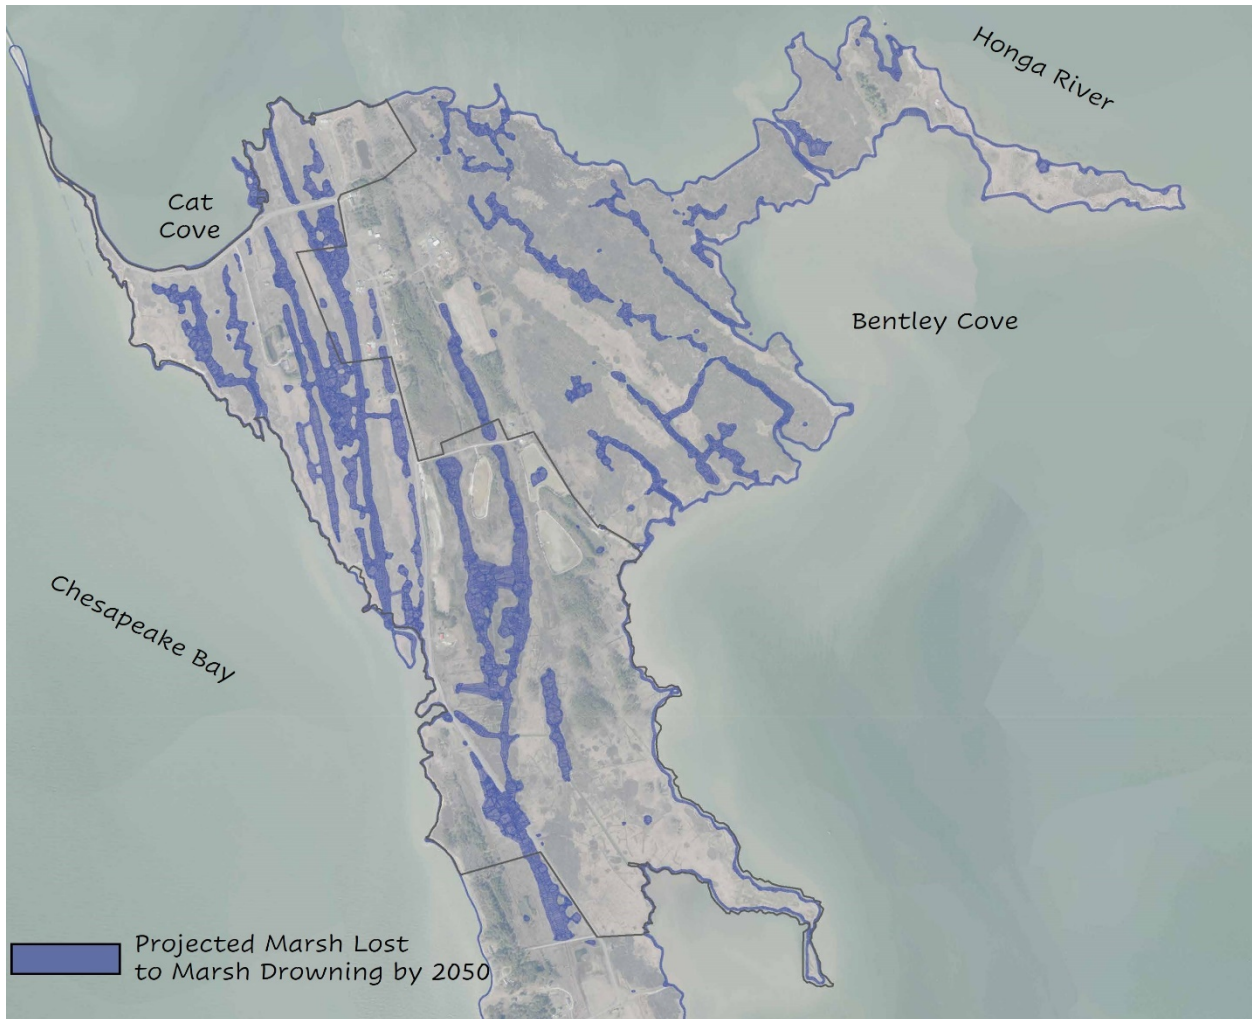 Honga River
Cat
Cove
Bentley Cove
Chesapeake Bay
Projected Marsh Lost
to Marsh Drowning by 2050